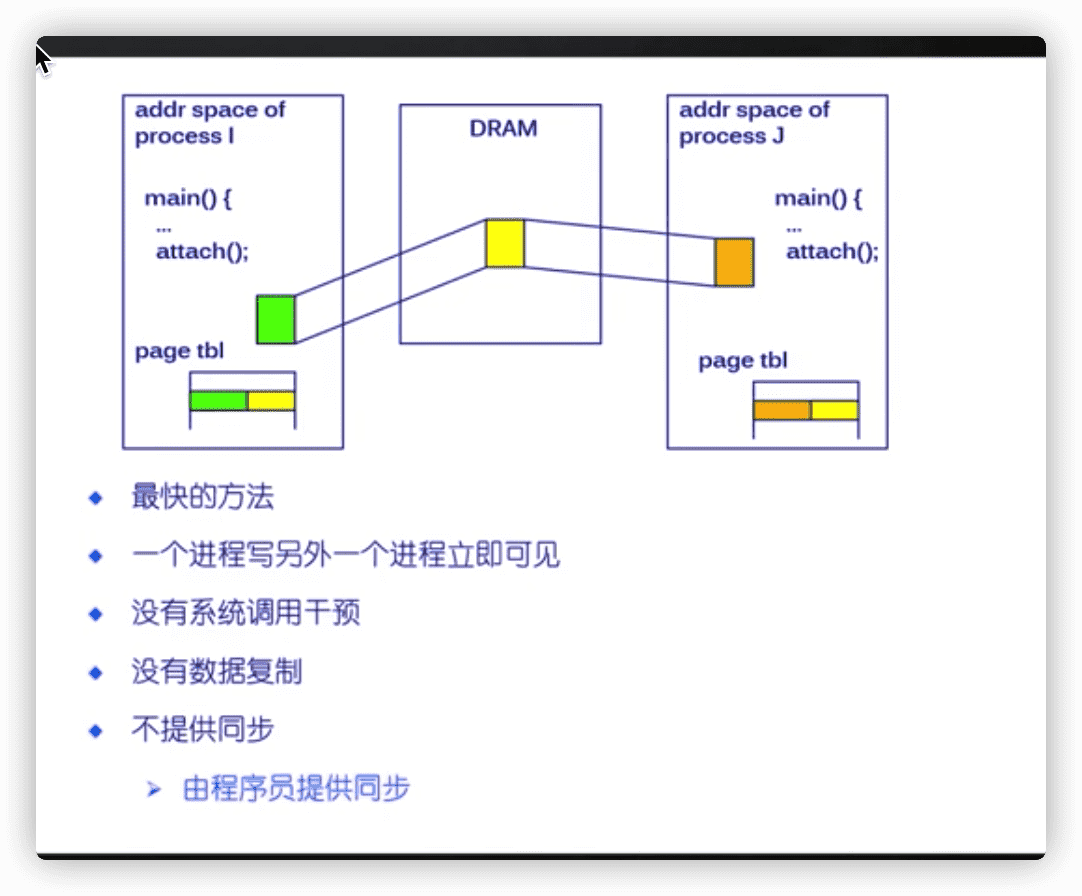 addr space of
process I
main() {
...
attach();
page tbl
DRAM
addr space of
process J
main() {
...
attach();
page tbl
最快的方法
一个进程写另外一个进程立即可见
没有系统调用干预
没有数据复制
不提供同步
由程序员提供同步